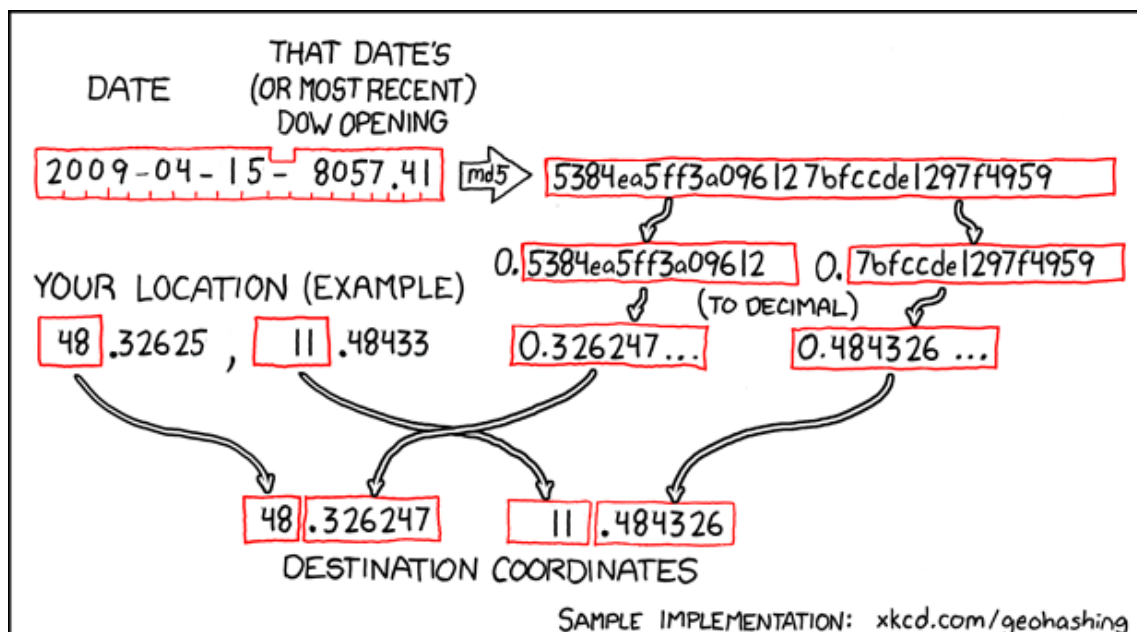 THAT DATE'S
DATE (OR MOST RECENT)
DOW OPENING
2009-04-15-8057.41 md5 5384ea5ff3a096127bfccde1297f4959
0.5384ea5ff3a09612 0.7bfccde1297f4959
YOUR LOCATION (EXAMPLE) (TO DECIMAL)
48.32625, 11.48433 0.326247... 0.484326...
48.326247 11.484326
DESTINATION COORDINATES
SAMPLE IMPLEMENTATION: xkcd.com/geohashing